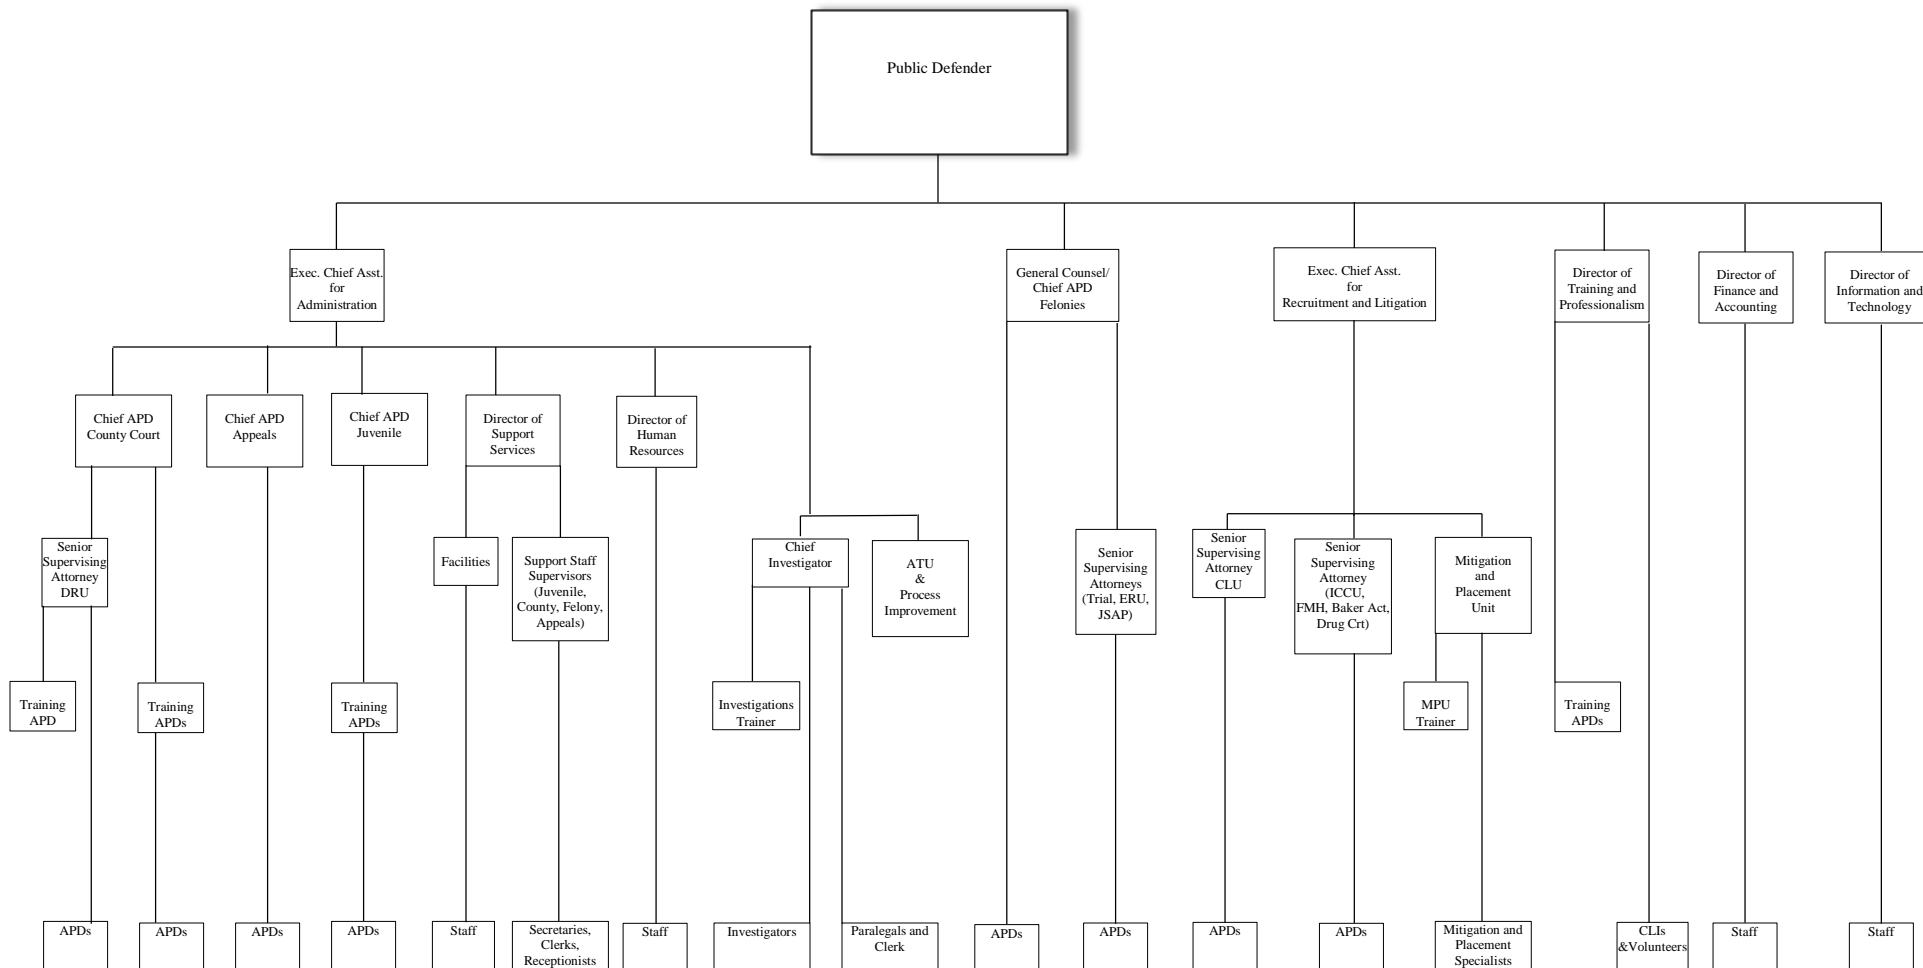 Public Defender
Exec. Chief Asst.
for
Administration
General Counsel/
Chief APD
Felonies
Exec. Chief Asst.
for
Recruitment and Litigation
Director of
Training and
Professionalism
Director of
Finance and
Accounting
Director of
Information and
Technology
Chief APD
County Court
Chief APD
Appeals
Chief APD
Juvenile
Director of
Support
Services
Director of
Human
Resources
Senior
Supervising
Attorney
DRU
Facilities
Support Staff
Supervisors
(Juvenile,
County, Felony,
Appeals)
Chief
Investigator
ATU
&
Process
Improvement
Senior
Supervising
Attorneys
(Trial, ERU,
JSAP)
Senior
Supervising
Attorney
CLU
Senior
Supervising
Attorney
(ICCU,
FMH, Baker Act,
Drug Crt)
Mitigation
and
Placement
Unit
Training
APD
Training
APDs
Training
APDs
Investigations
Trainer
MPU
Trainer
Training
APDs
APDs
APDs
APDs
APDs
Staff
Secretaries,
Clerks,
Receptionists
Staff
Investigators
Paralegals and
Clerk
APDs
APDs
APDs
APDs
Mitigation and
Placement
Specialists
CLIs
&Volunteers
Staff
Staff